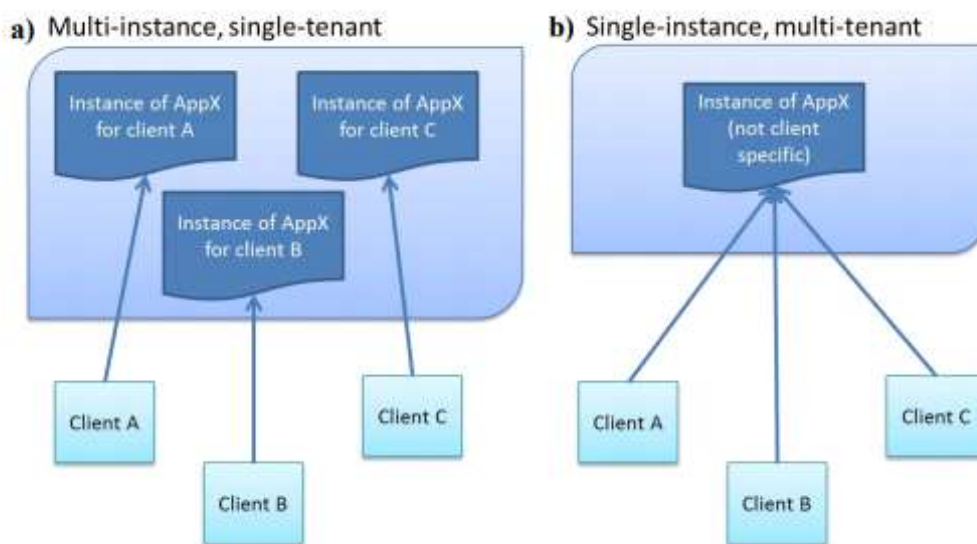 a) Multi-instance, single-tenant
Instance of AppX
for client A
Instance of AppX
for client C
Instance of AppX
for client B
Client A
Client C
Client B
b) Single-instance, multi-tenant
Instance of AppX
(not client
specific)
Client A
Client C
Client B